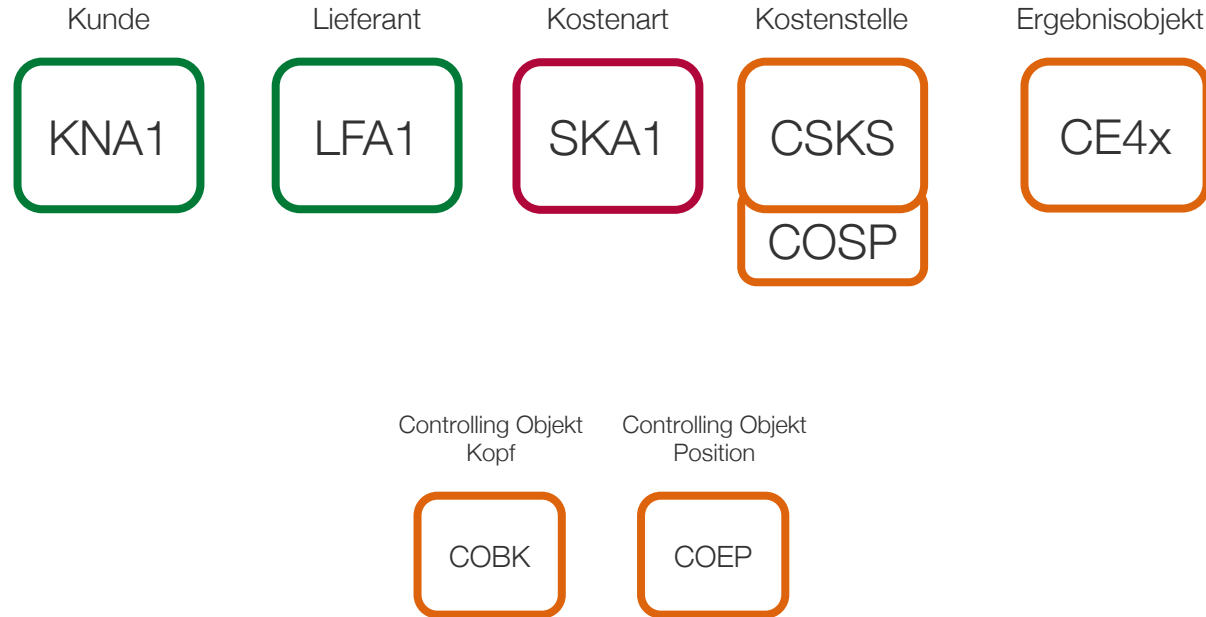 Kunde
Lieferant
Kostenart
Kostenstelle
Ergebnisobjekt
KNA1
LFA1
SKA1
CSKS
CE4x
COSP
Controlling Objekt
Kopf
Controlling Objekt
Position
COBK
COEP